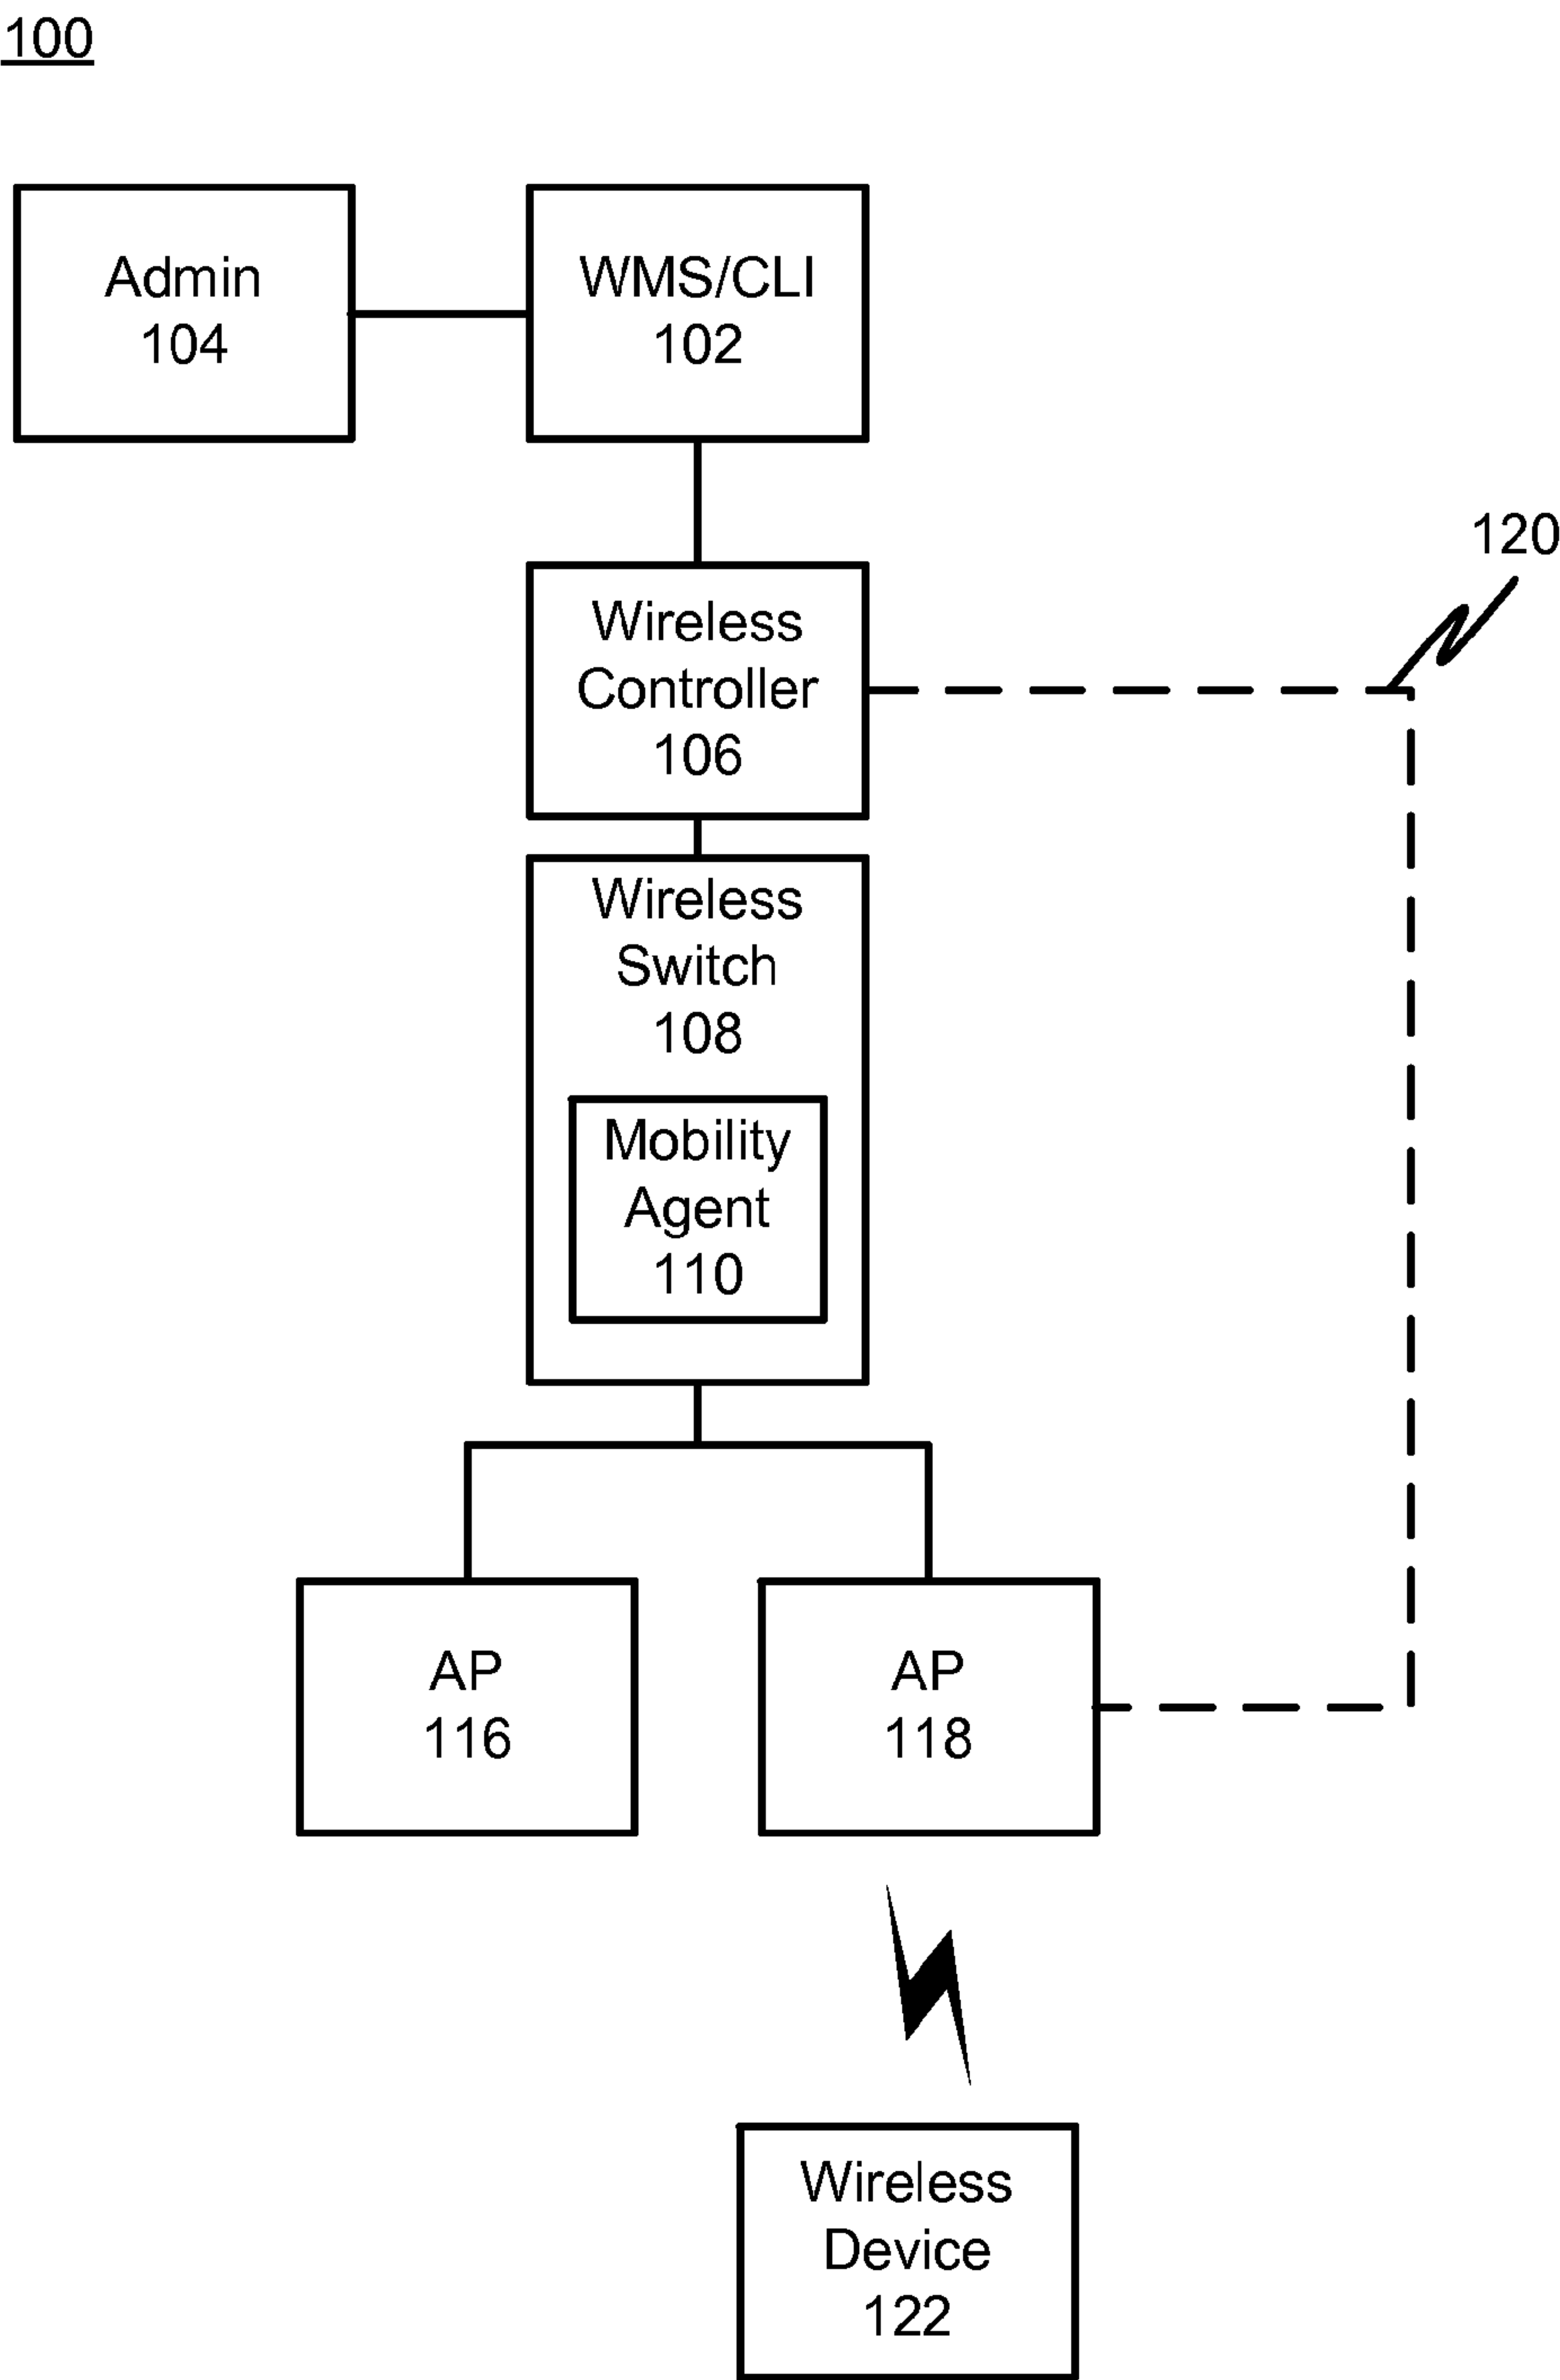 100
Admin
104
WMS/CLI
102
120
Wireless
Controller
106
Wireless
Switch
108
Mobility
Agent
110
AP
116
AP
118
Wireless
Device
122